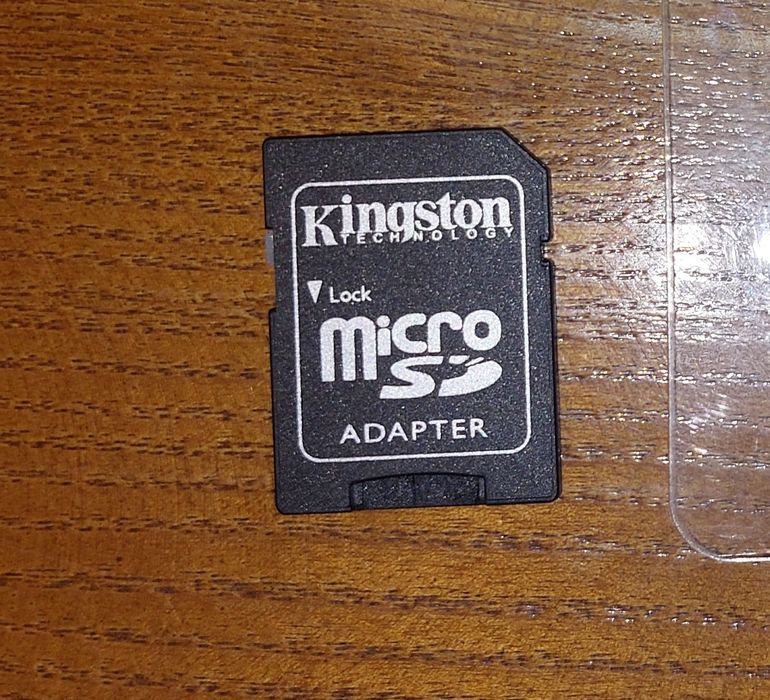 Kingston
TECHNOLOGY
Lock
micro
SD
ADAPTER